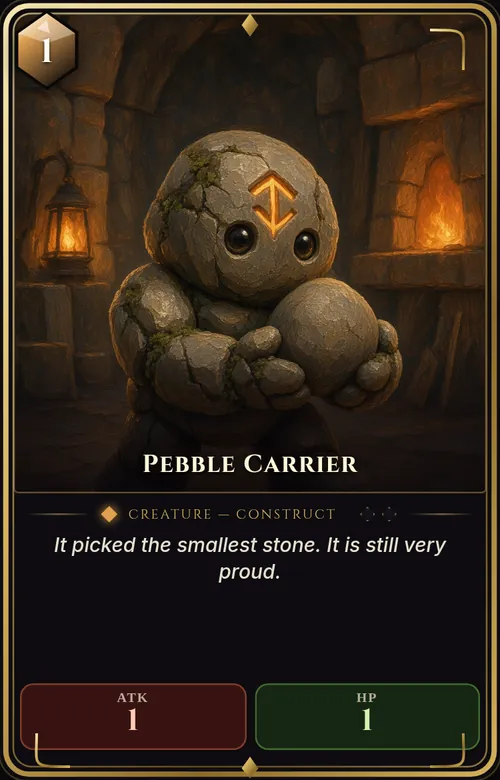 1
Pebble Carrier
CREATURE — CONSTRUCT
It picked the smallest stone. It is still very
proud.
ATK
1
HP
1